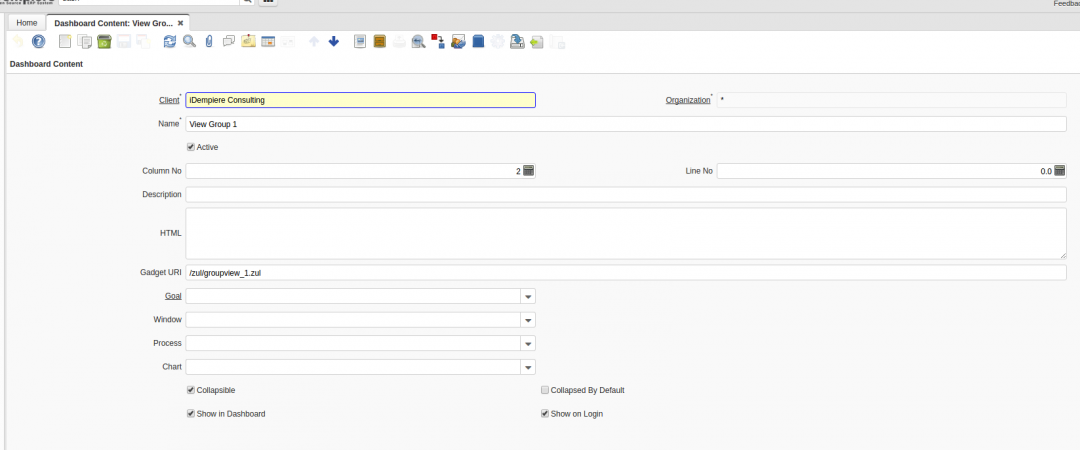 Feedbac
Home
Dashboard Content: View Gro... ✖
Dashboard Content
Client* iDempiere Consulting Organization* *
Name* View Group 1
Active
Column No 2 Line No 0.0
Description
HTML
Gadget URI /zul/groupview_1.zul
Goal
Window
Process
Chart
Collapsible Collapsed By Default
Show in Dashboard Show on Login